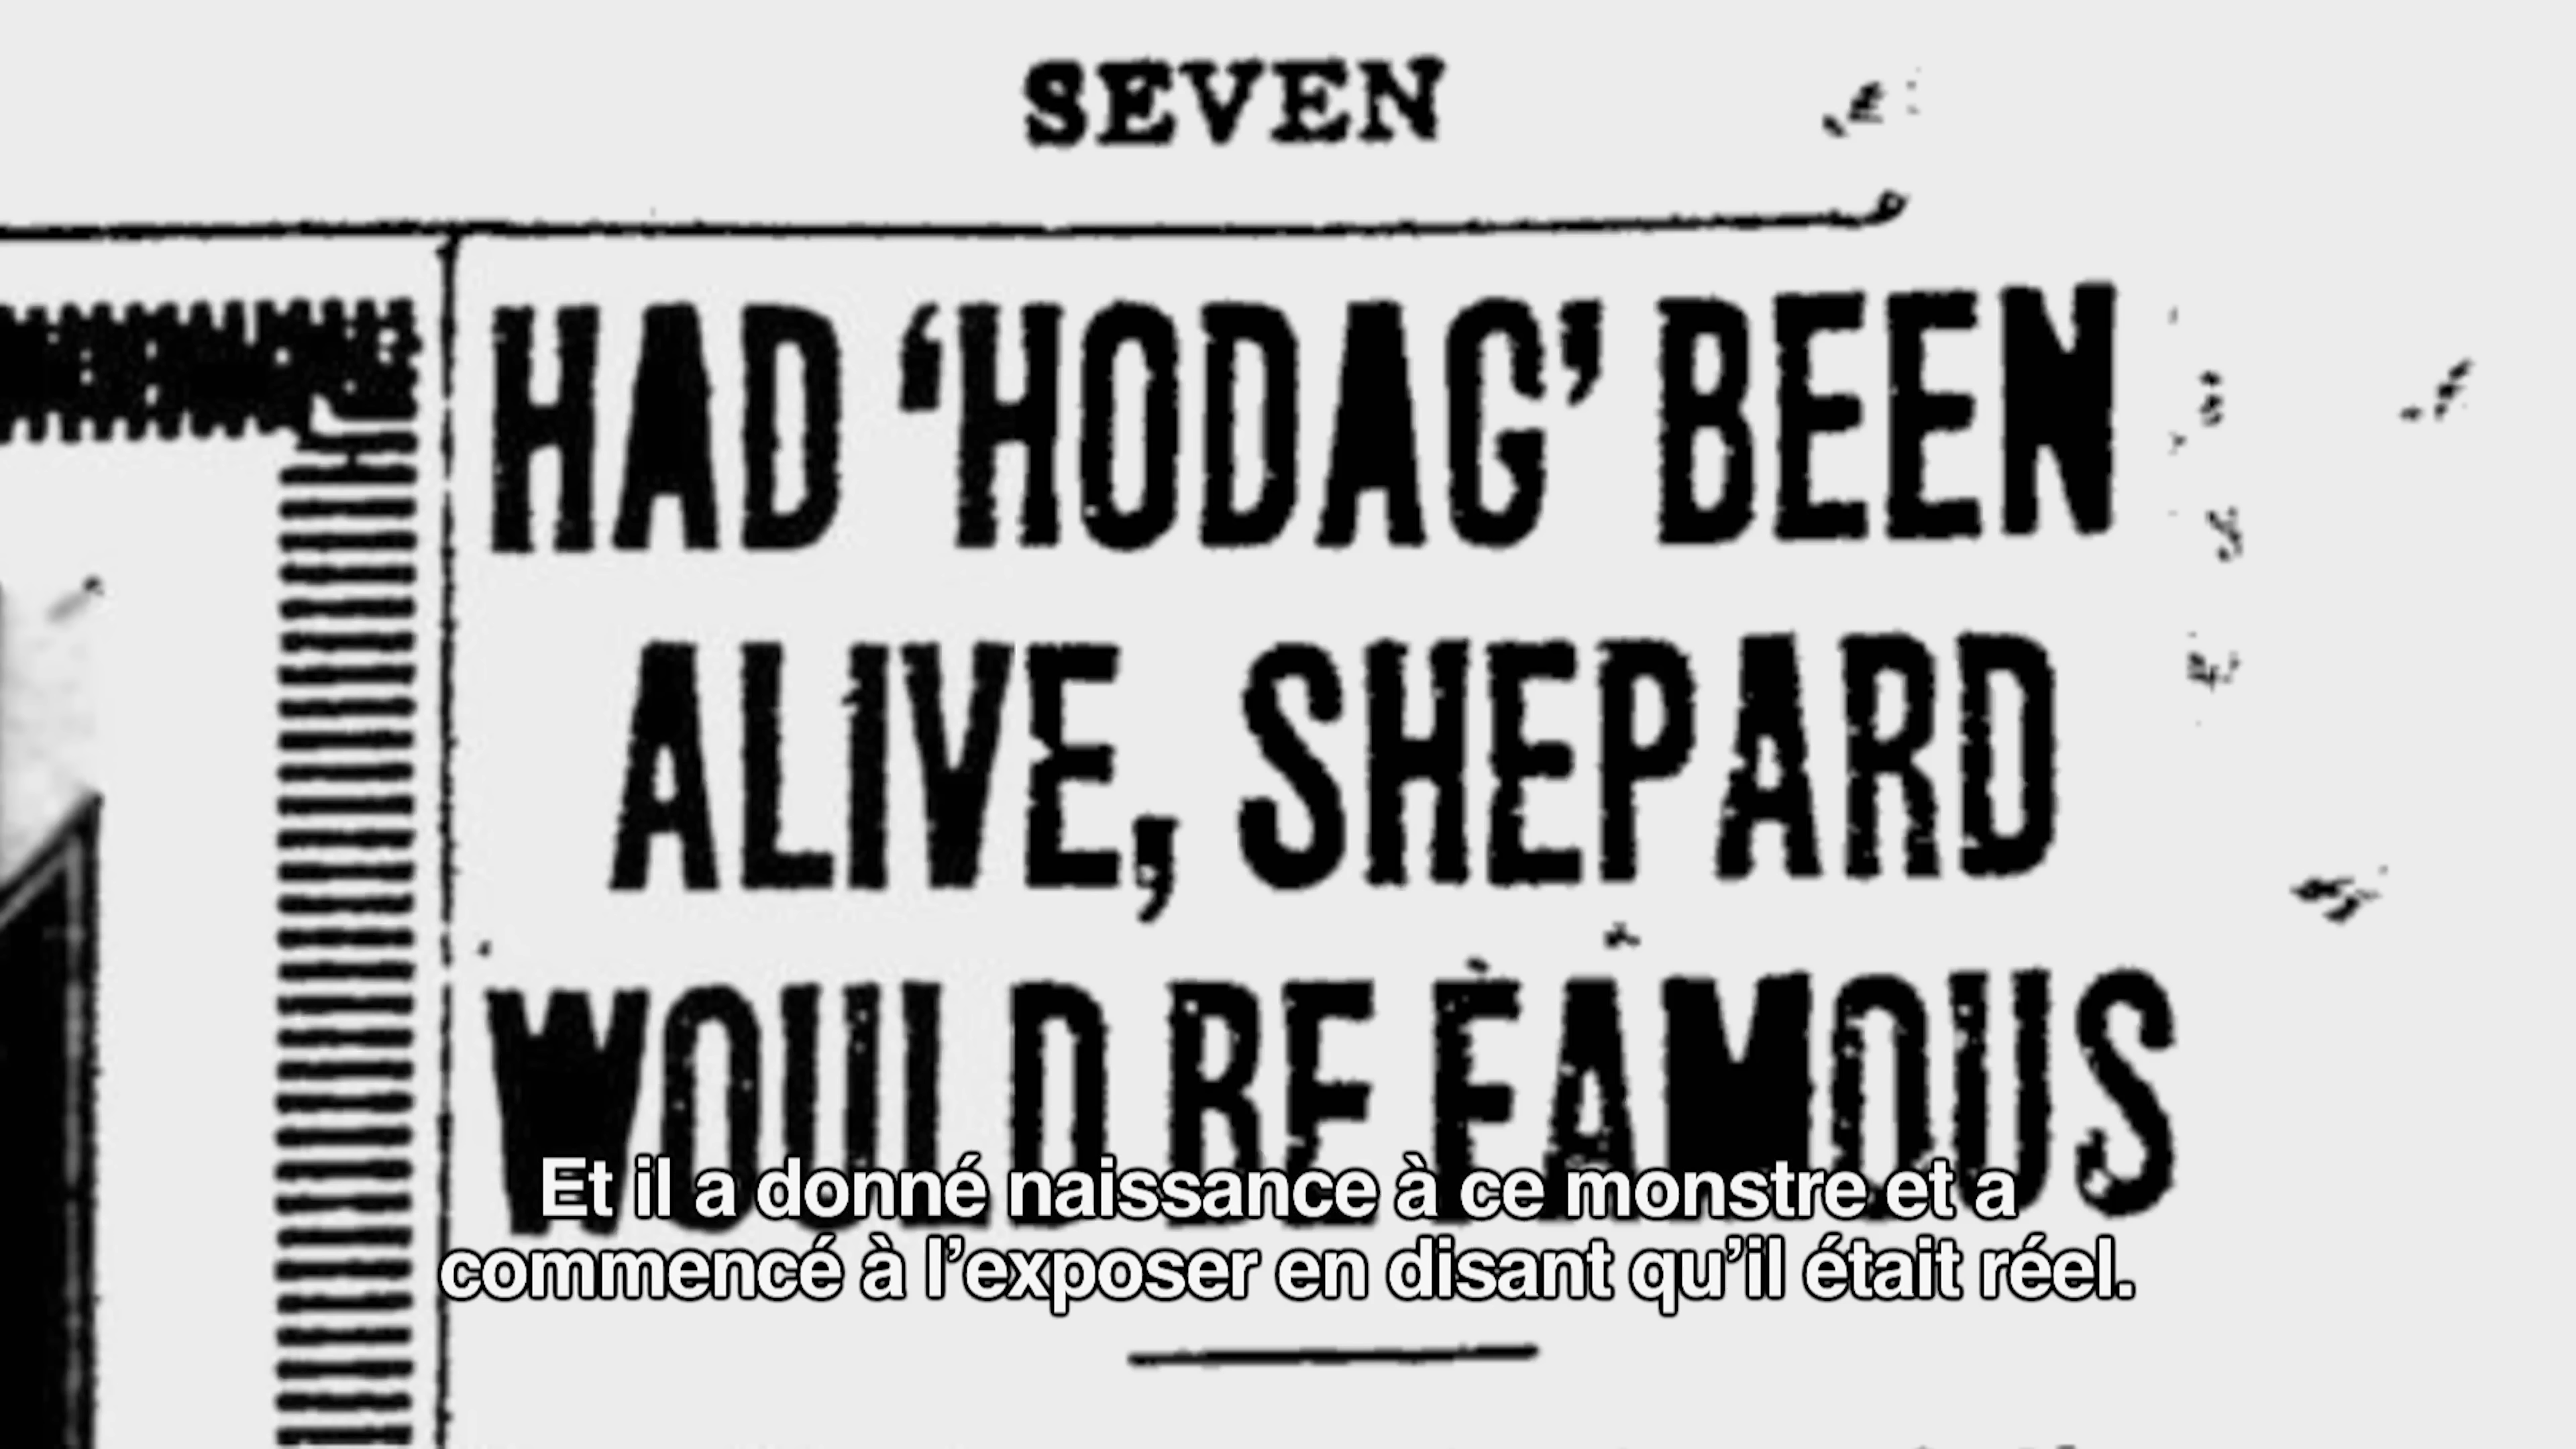 SEVEN
HAD ‘HODAG’ BEEN
ALIVE, SHEPARD
WOULD BE FAMOUS
Et il a donné naissance à ce monstre et a
commencé à l’exposer en disant qu’il était réel.